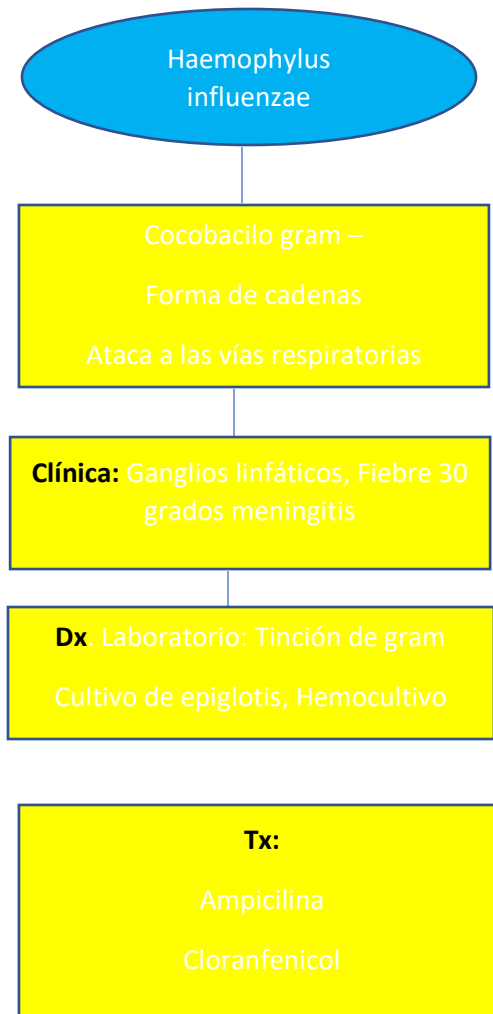 Haemophylus
influenzae
Cocobacilo gram –
Forma de cadenas
Ataca a las vías respiratorias
Clínica: Ganglios linfáticos, Fiebre 30
grados meningitis
Dx. Laboratorio: Tinción de gram
Cultivo de epiglotis, Hemocultivo
Tx:
Ampicilina
Cloranfenicol